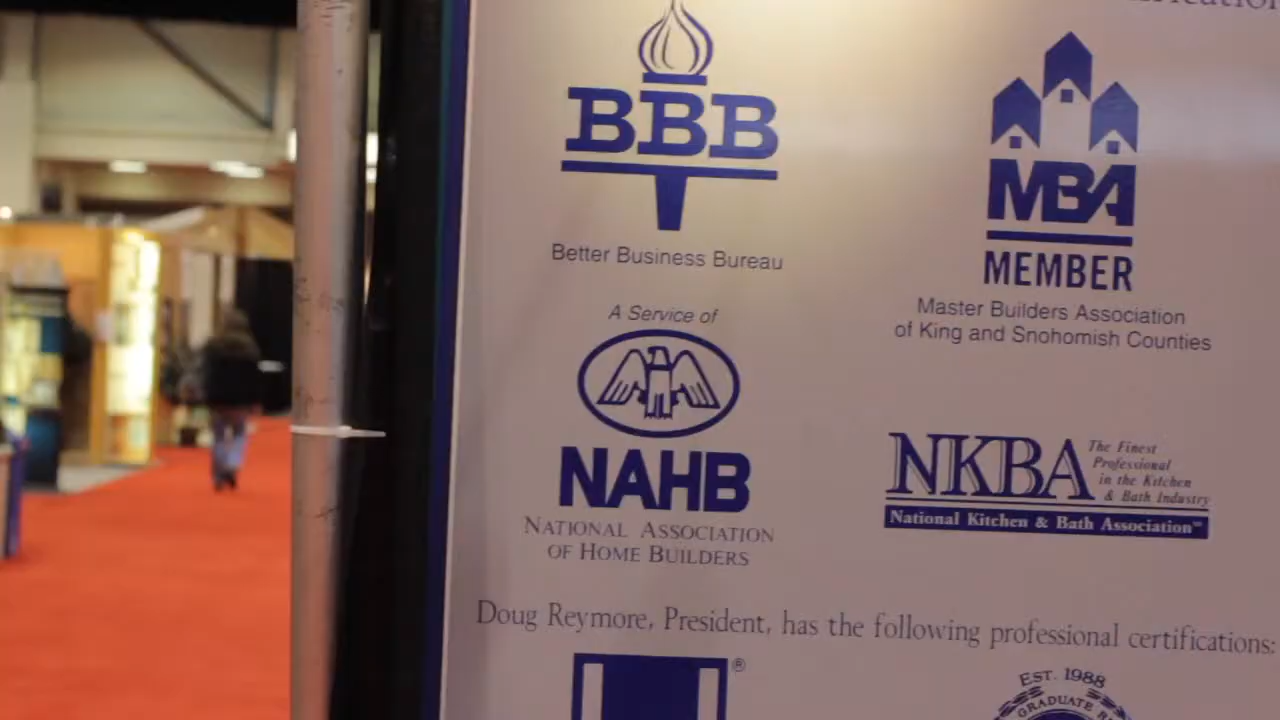 BBB
Better Business Bureau
MBA
MEMBER
Master Builders Association
of King and Snohomish Counties
A Service of
NAHB
NATIONAL ASSOCIATION
OF HOME BUILDERS
NKBA
The Finest
Professional
in the Kitchen
& Bath Industry
National Kitchen & Bath Association℠
Doug Reymore, President, has the following professional certifications:
®
EST. 1988
GRADUATE